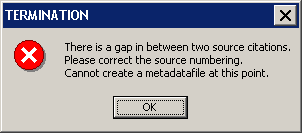 TERMINATION
There is a gap in between two source citations.
Please correct the source numbering.
Cannot create a metadatafile at this point.
OK